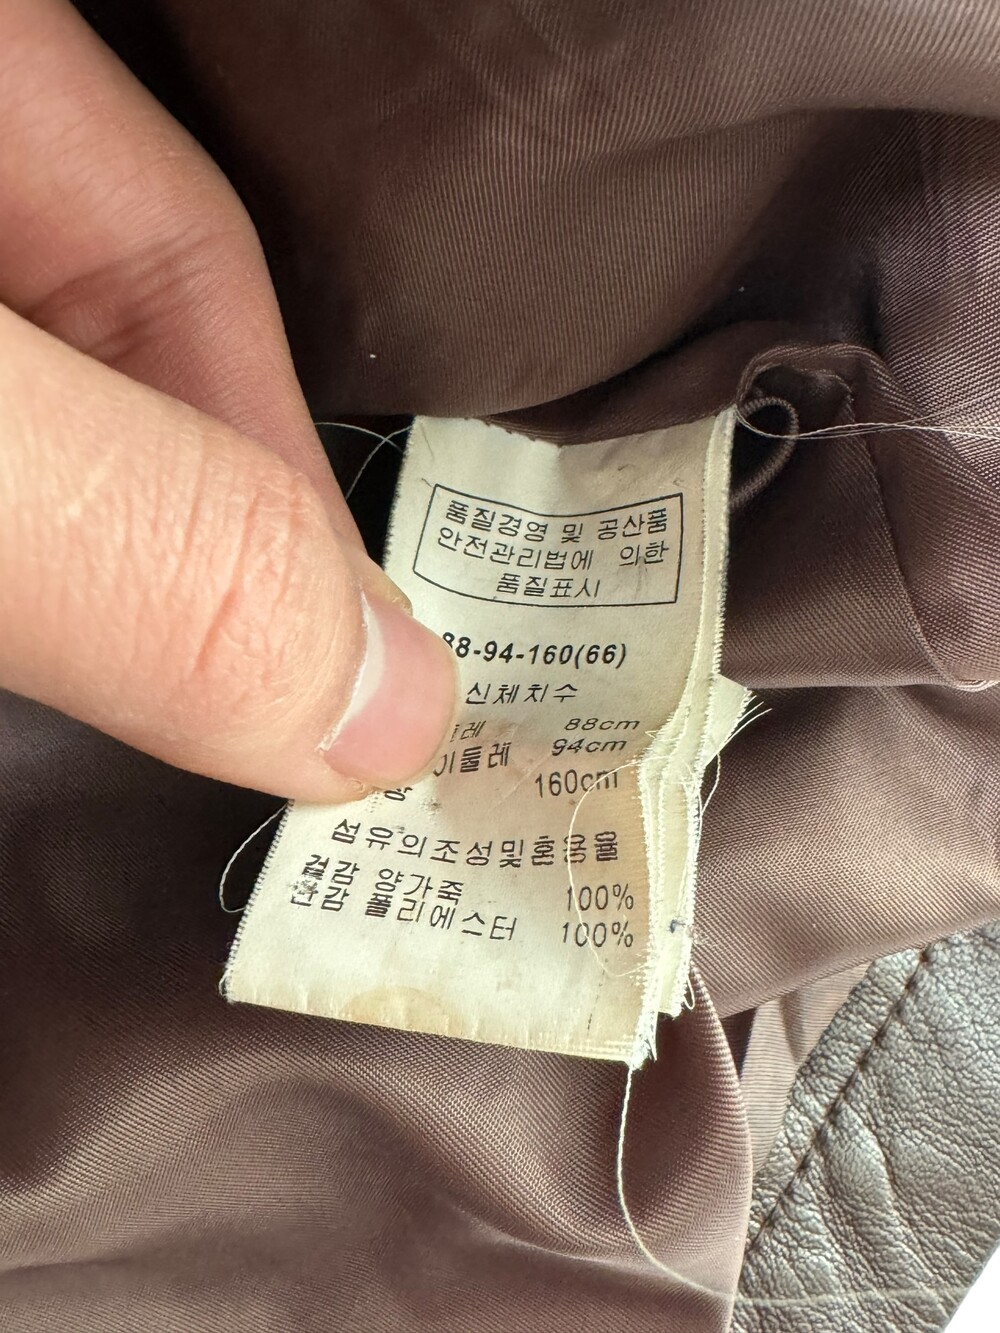 품질경영 및 공산품
안전관리법에 의한
품질표시
88-94-160(66)
신체치수
88cm
94cm
160cm
섬유의조성및혼용율
겉감 양가죽 100%
안감 폴리에스터 100%